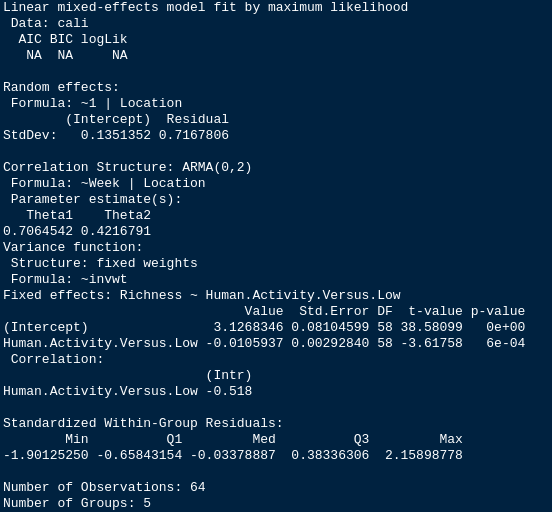 Linear mixed-effects model fit by maximum likelihood
 Data: cali
  AIC BIC logLik
   NA  NA     NA

Random effects:
 Formula: ~1 | Location
        (Intercept)  Residual
StdDev:   0.1351352 0.7167806

Correlation Structure: ARMA(0,2)
 Formula: ~Week | Location
 Parameter estimate(s):
   Theta1    Theta2
0.7064542 0.4216791
Variance function:
 Structure: fixed weights
 Formula: ~invwt
Fixed effects: Richness ~ Human.Activity.Versus.Low
                               Value  Std.Error DF  t-value p-value
(Intercept)                3.1268346 0.08104599 58 38.58099   0e+00
Human.Activity.Versus.Low -0.0105937 0.00292840 58 -3.61758   6e-04
 Correlation:
                          (Intr)
Human.Activity.Versus.Low -0.518

Standardized Within-Group Residuals:
        Min          Q1         Med          Q3         Max
-1.90125250 -0.65843154 -0.03378887  0.38336306  2.15898778

Number of Observations: 64
Number of Groups: 5